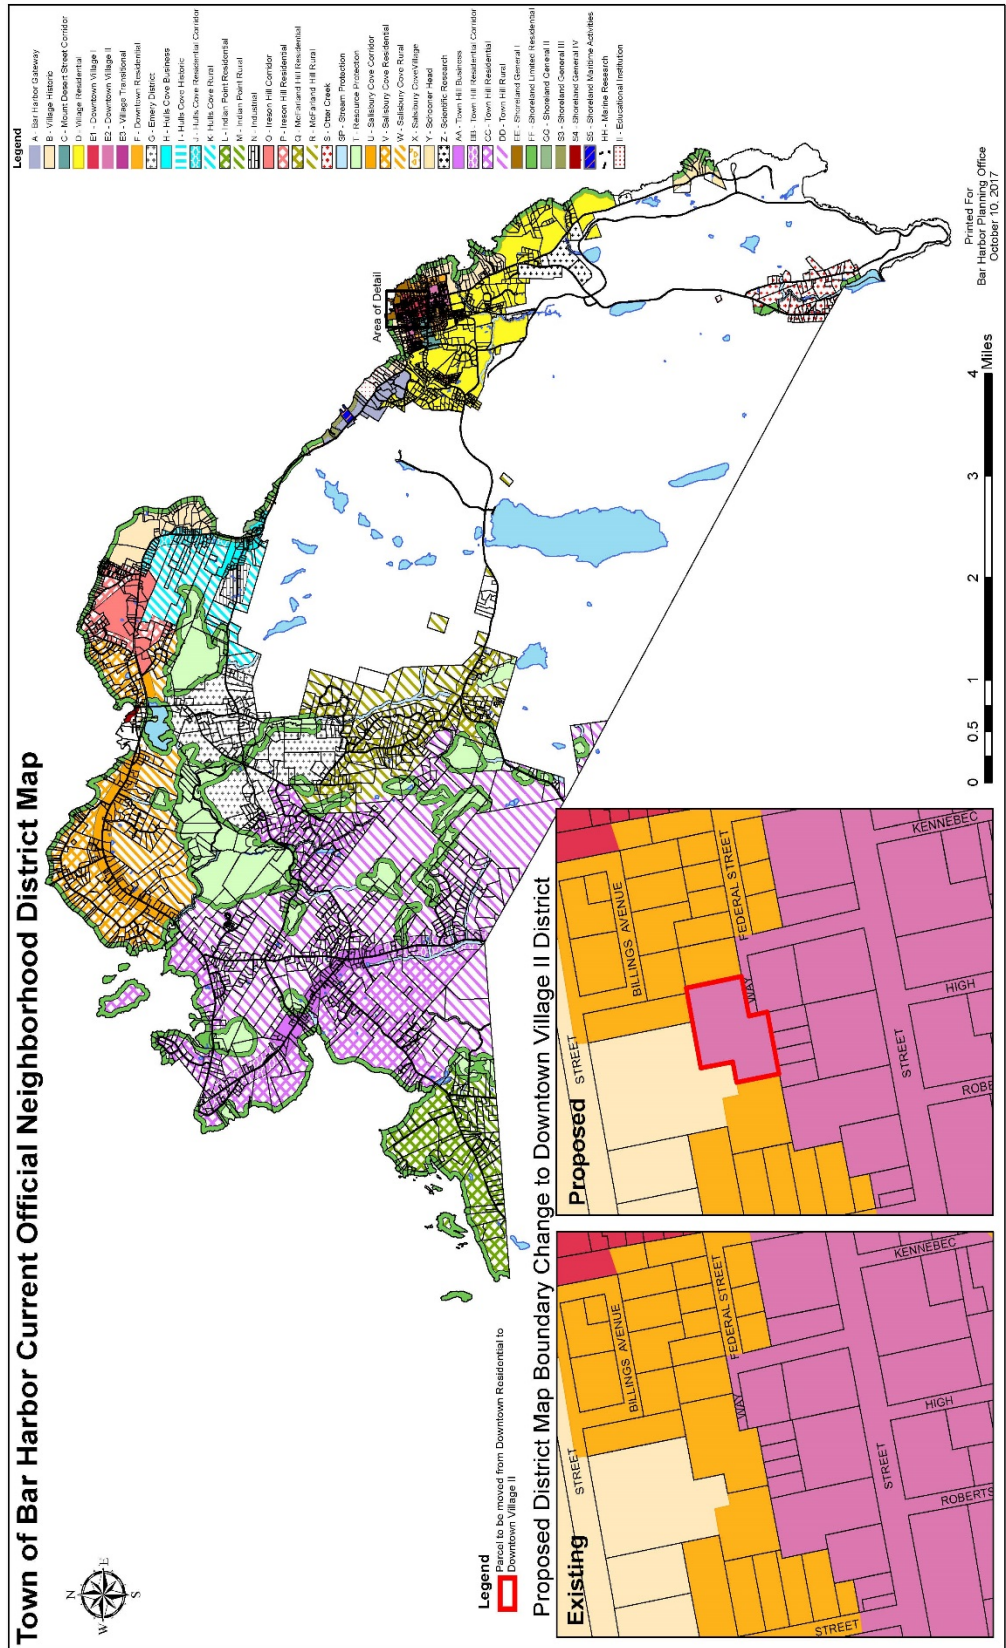 Town of Bar Harbor Current Official Neighborhood District Map
N
E
S
Legend
A - Bar Harbor Gateway
B - Village Historic
C - Mount Desert Street Corridor
D - Village Residential
E1 - Downtown Village I
E2 - Downtown Village II
E3 - Village Transitional
F - Downtown Residential
G - Emery District
H - Hulls Cove Business
I - Hulls Cove Historic
J - Hulls Cove Residential Corridor
K - Hulls Cove Rural
L - Indian Point Residential
M - Indian Point Rural
N - Industrial
O - Ireson Hill Corridor
P - Ireson Hill Residential
Q - McFarland Hill Residential
R - McFarland Hill Rural
S - Otter Creek
SP - Stream Protection
T - Resource Protection
U - Salisbury Cove Corridor
V - Salisbury Cove Residential
W - Salisbury Cove Rural
X - Salisbury Cove Village
Y - Schooner Head
Z - Scientific Research
AA - Town Hill Business
BB - Town Hill Residential Corridor
CC - Town Hill Residential
DD - Town Hill Rural
EE - Shoreland General I
FF - Shoreland Limited Residential
GG - Shoreland General II
S3 - Shoreland General III
S4 - Shoreland General IV
S5 - Shoreland Maritime Activities
HH - Marine Research
II - Educational Institution
Area of Detail
Legend
Parcel to be moved from Downtown Residential to
Downtown Village II
Proposed District Map Boundary Change to Downtown Village II District
Existing
STREET
BILLINGS AVENUE
FEDERAL STREET
WAY
KENNEBEC
HIGH
STREET
ROBERTS
STREET
Proposed
STREET
BILLINGS AVENUE
FEDERAL STREET
WAY
KENNEBEC
HIGH
STREET
ROBE
0 0.5 1 2 3 4
Miles
Printed For
Bar Harbor Planning Office
October 10, 2017